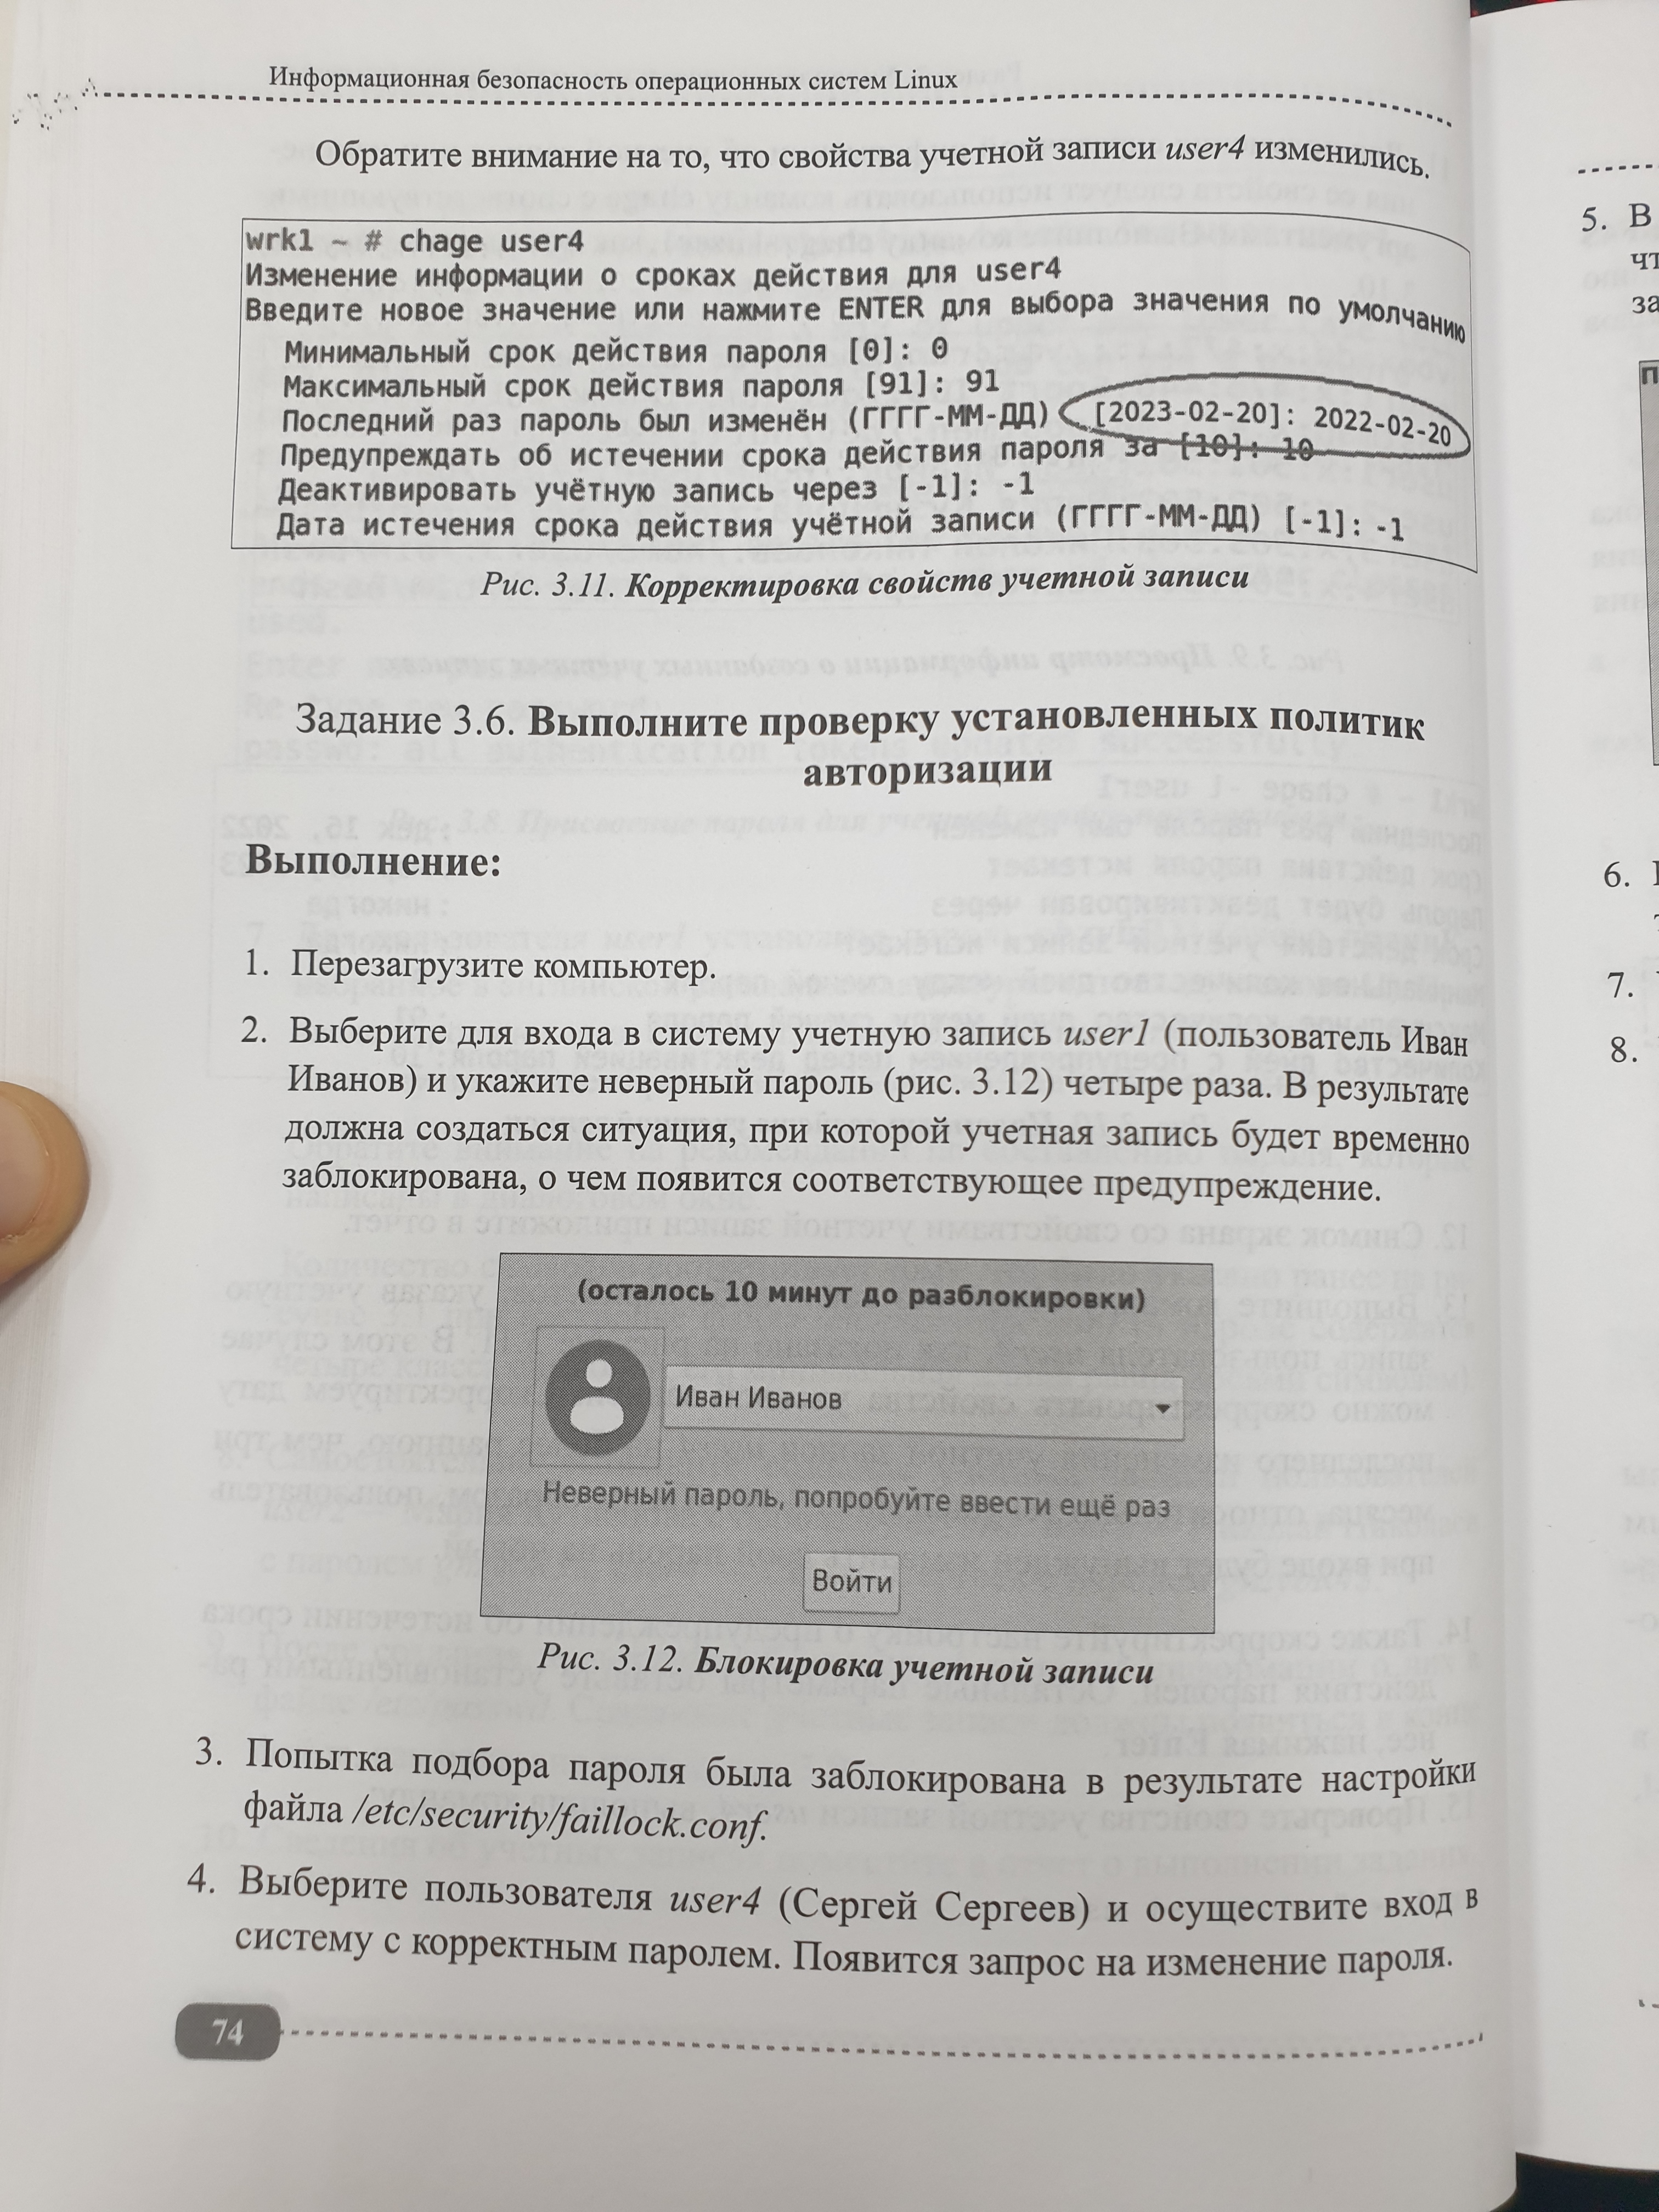 Информационная безопасность операционных систем Linux
Обратите внимание на то, что свойства учетной записи user4 изменились.
wrk1 ~ # chage user4
Изменение информации о сроках действия для user4
Введите новое значение или нажмите ENTER для выбора значения по умолчанию
Минимальный срок действия пароля [0]: 0
Максимальный срок действия пароля [91]: 91
Последний раз пароль был изменён (ГГГГ-ММ-ДД) [2023-02-20]: 2022-02-20
Предупреждать об истечении срока действия пароля за [10]: 10
Деактивировать учётную запись через [-1]: -1
Дата истечения срока действия учётной записи (ГГГГ-ММ-ДД) [-1]: -1
Рис. 3.11. Корректировка свойств учетной записи
Задание 3.6. Выполните проверку установленных политик
авторизации
Выполнение:
1. Перезагрузите компьютер.
2. Выберите для входа в систему учетную запись user1 (пользователь Иван
Иванов) и укажите неверный пароль (рис. 3.12) четыре раза. В результате
должна создаться ситуация, при которой учетная запись будет временно
заблокирована, о чем появится соответствующее предупреждение.
(осталось 10 минут до разблокировки)
Иван Иванов
Неверный пароль, попробуйте ввести ещё раз
Войти
Рис. 3.12. Блокировка учетной записи
3. Попытка подбора пароля была заблокирована в результате настройки
файла /etc/security/faillock.conf.
4. Выберите пользователя user4 (Сергей Сергеев) и осуществите вход в
систему с корректным паролем. Появится запрос на изменение пароля.
74
5. В
6.
7.
8.